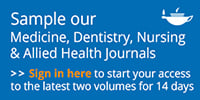 Sample our
Medicine, Dentistry, Nursing
& Allied Health Journals
>> Sign in here to start your access
to the latest two volumes for 14 days